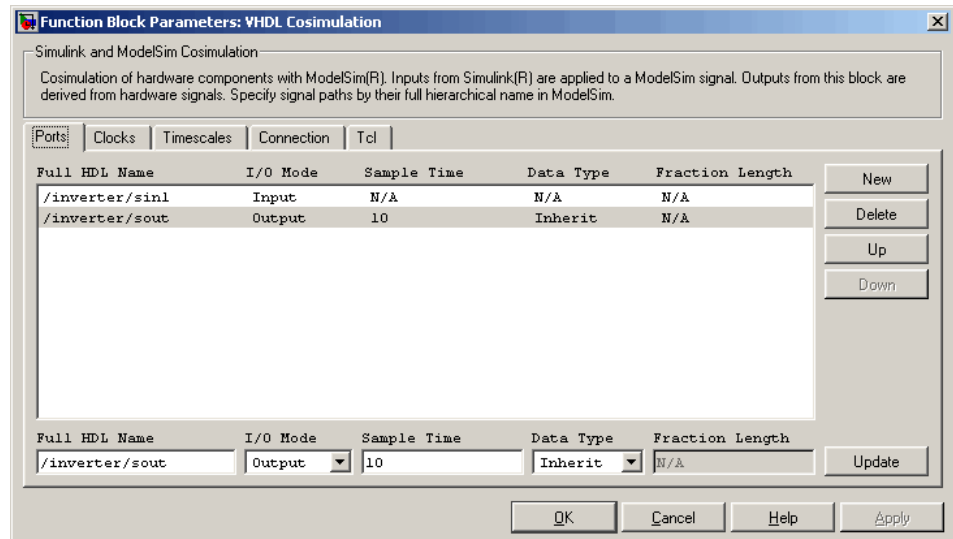 Function Block Parameters: VHDL Cosimulation
Simulink and ModelSim Cosimulation
Cosimulation of hardware components with ModelSim(R). Inputs from Simulink(R) are applied to a ModelSim signal. Outputs from this block are
derived from hardware signals. Specify signal paths by their full hierarchical name in ModelSim.
Ports Clocks Timescales Connection Tcl
Full HDL Name I/O Mode Sample Time Data Type Fraction Length
/inverter/sin1 Input N/A N/A N/A
/inverter/sout Output 10 Inherit N/A
New
Delete
Up
Down
Full HDL Name I/O Mode Sample Time Data Type Fraction Length
/inverter/sout Output 10 Inherit N/A Update
OK Cancel Help Apply